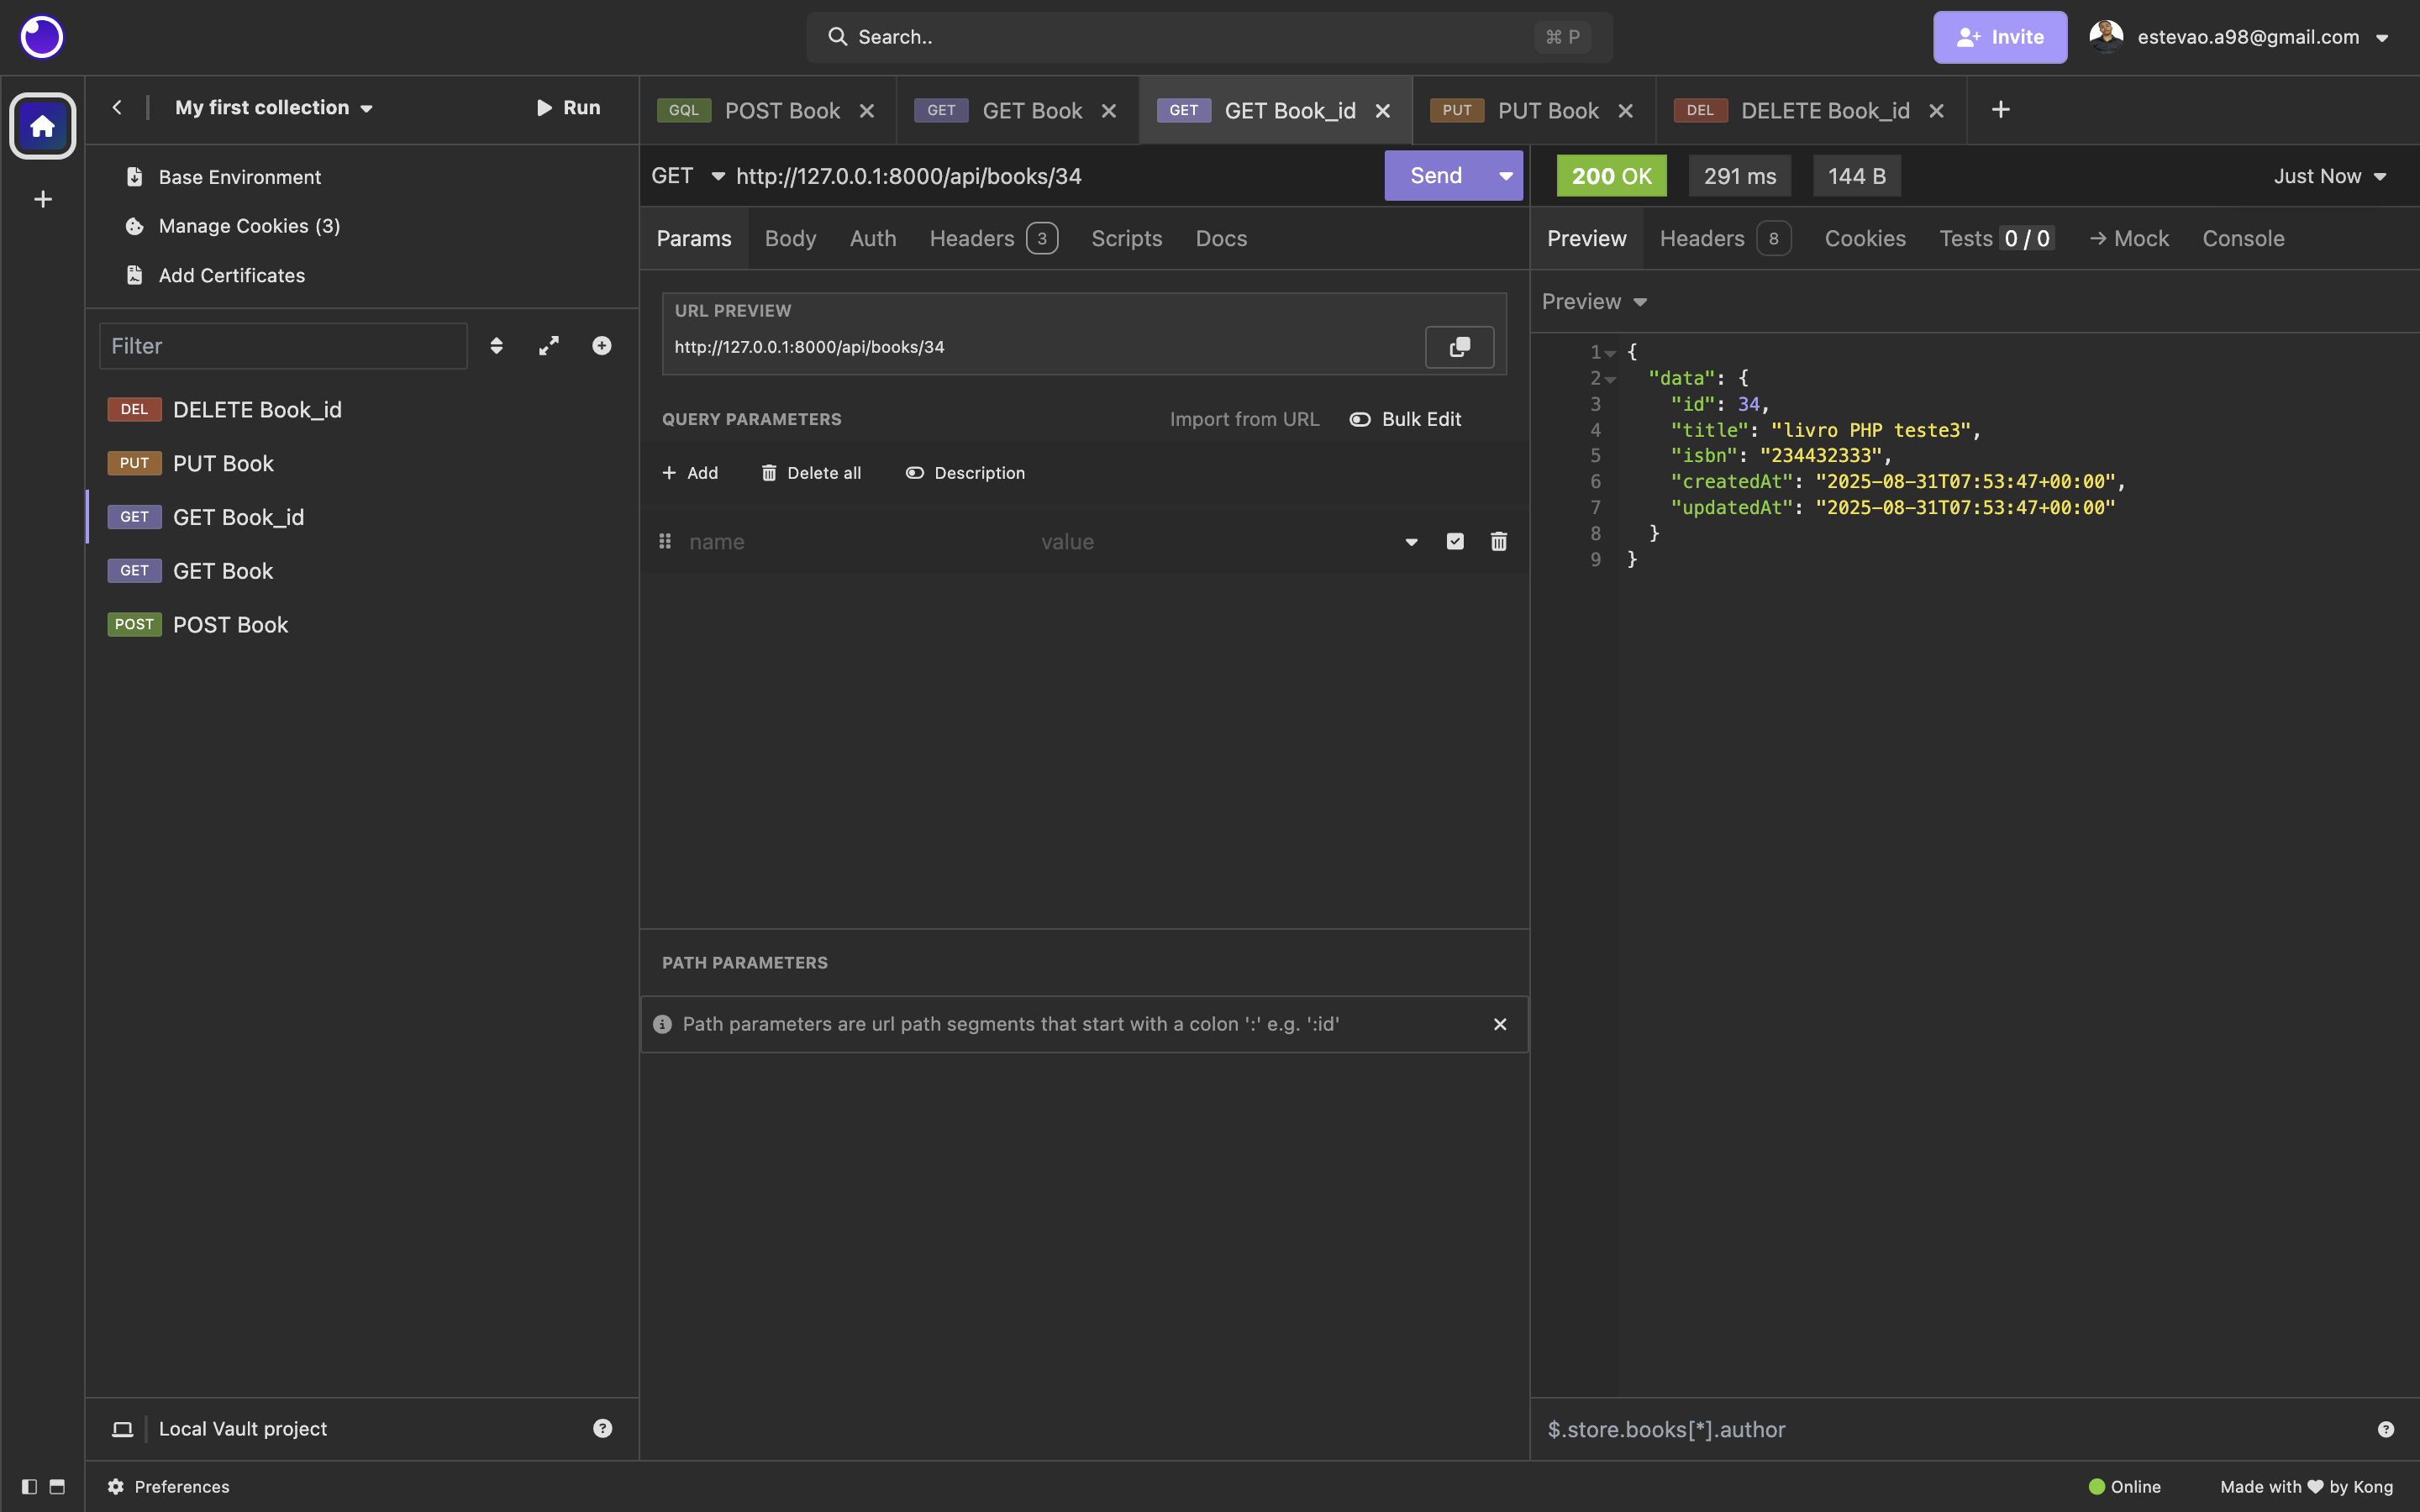 Search..
⌘ P
Invite
estevao.a98@gmail.com
My first collection
Run
Base Environment
Manage Cookies (3)
Add Certificates
Filter
DEL DELETE Book_id
PUT PUT Book
GET GET Book_id
GET GET Book
POST POST Book
Local Vault project
Preferences
GQL POST Book
GET GET Book
GET GET Book_id
PUT PUT Book
DEL DELETE Book_id
GET http://127.0.0.1:8000/api/books/34
Send
Params Body Auth Headers 3 Scripts Docs
URL PREVIEW
http://127.0.0.1:8000/api/books/34
QUERY PARAMETERS
Import from URL
Bulk Edit
Add
Delete all
Description
name
value
PATH PARAMETERS
Path parameters are url path segments that start with a colon ':' e.g. ':id'
200 OK
291 ms
144 B
Just Now
Preview Headers 8 Cookies Tests 0 / 0 → Mock Console
Preview
1 {
2 "data": {
3 "id": 34,
4 "title": "livro PHP teste3",
5 "isbn": "234432333",
6 "createdAt": "2025-08-31T07:53:47+00:00",
7 "updatedAt": "2025-08-31T07:53:47+00:00"
8 }
9 }
$.store.books[*].author
Online
Made with ♥ by Kong